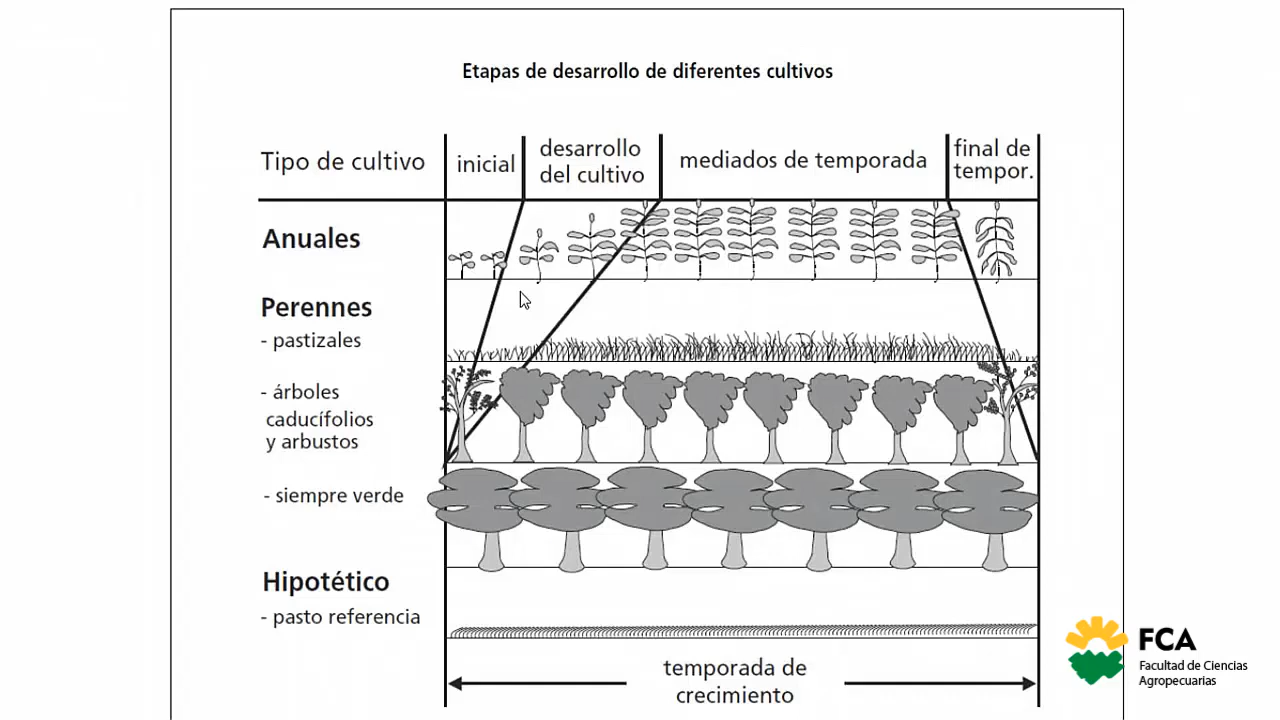 Etapas de desarrollo de diferentes cultivos
Tipo de cultivo
inicial
desarrollo
del cultivo
mediados de temporada
final de
tempor.
Anuales
Perennes
- pastizales
- árboles
caducífolios
y arbustos
- siempre verde
Hipotético
- pasto referencia
temporada de
crecimiento
FCA
Facultad de Ciencias
Agropecuarias